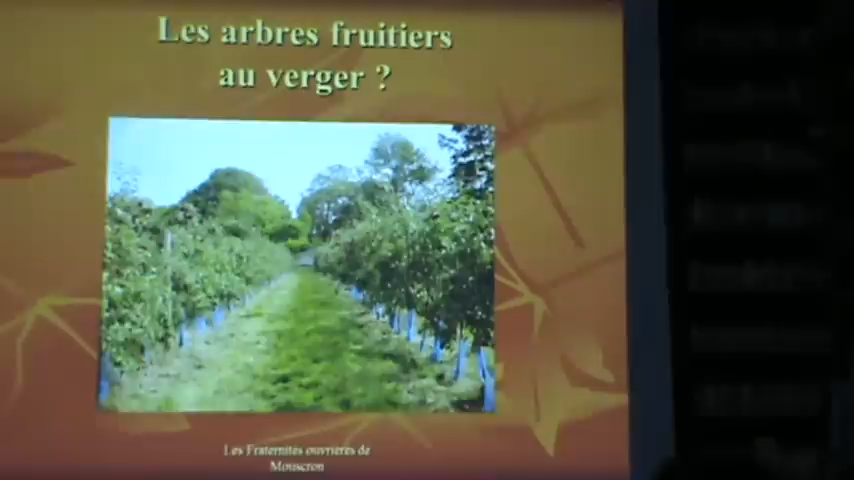 Les arbres fruitiers
au verger ?
Les Fraternités ouvrières de
Mouscron